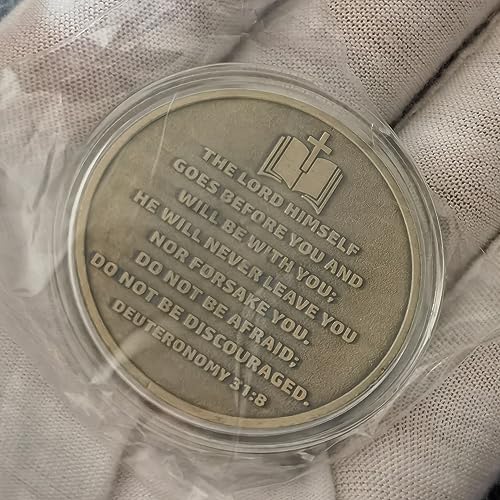 THE LORD HIMSELF
GOES BEFORE YOU AND
WILL BE WITH YOU;
HE WILL NEVER LEAVE YOU
NOR FORSAKE YOU.
DO NOT BE AFRAID;
DO NOT BE DISCOURAGED.
DEUTERONOMY 31:8